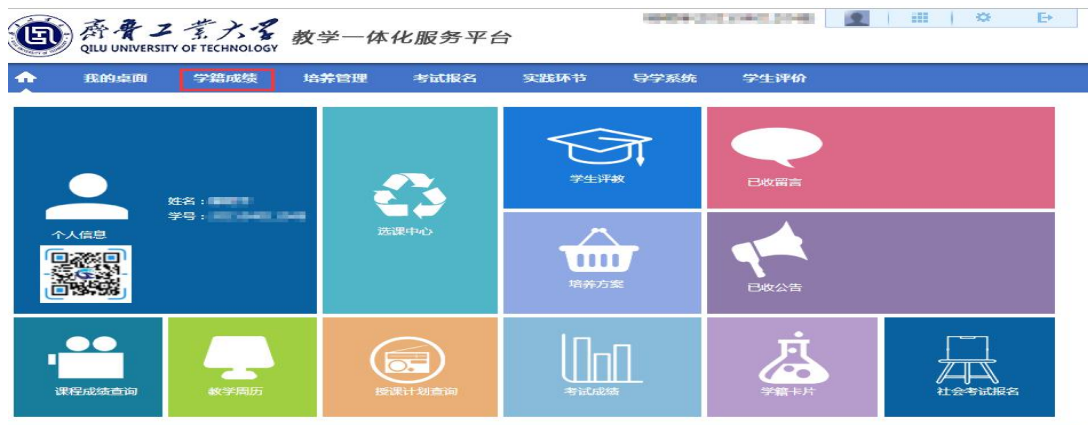 齐鲁工业大学
QILU UNIVERSITY OF TECHNOLOGY
教学一体化服务平台
我的桌面 学籍成绩 培养管理 考试报名 实践环节 导学系统 学生评价
姓名：
学号：
个人信息
选课中心
学生评教
已收留言
培养方案
已收公告
课程成绩查询
教学周历
授课计划查询
考试成绩
学籍卡片
社会考试报名